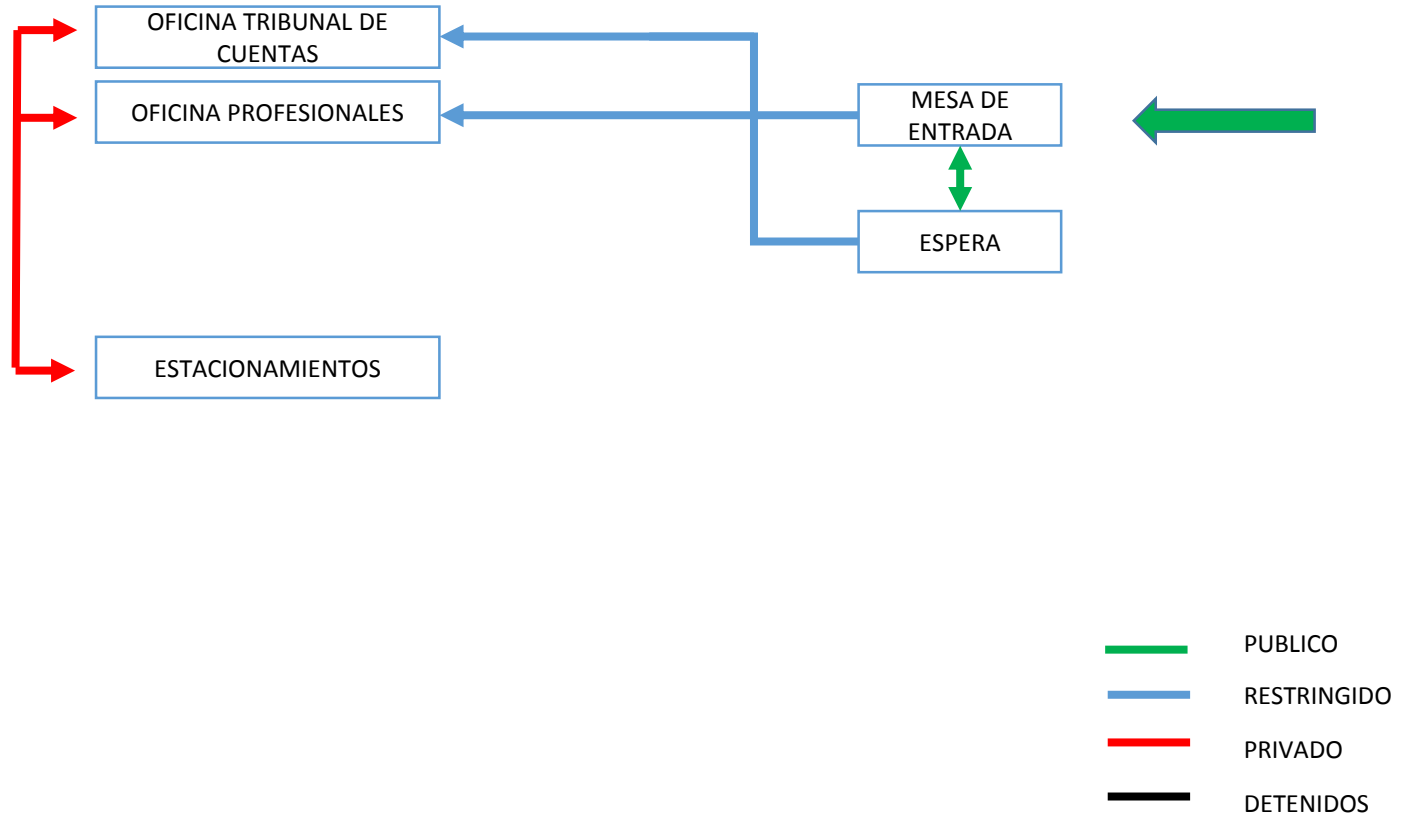 OFICINA TRIBUNAL DE
CUENTAS
OFICINA PROFESIONALES
MESA DE
ENTRADA
ESPERA
ESTACIONAMIENTOS
PUBLICO
RESTRINGIDO
PRIVADO
DETENIDOS